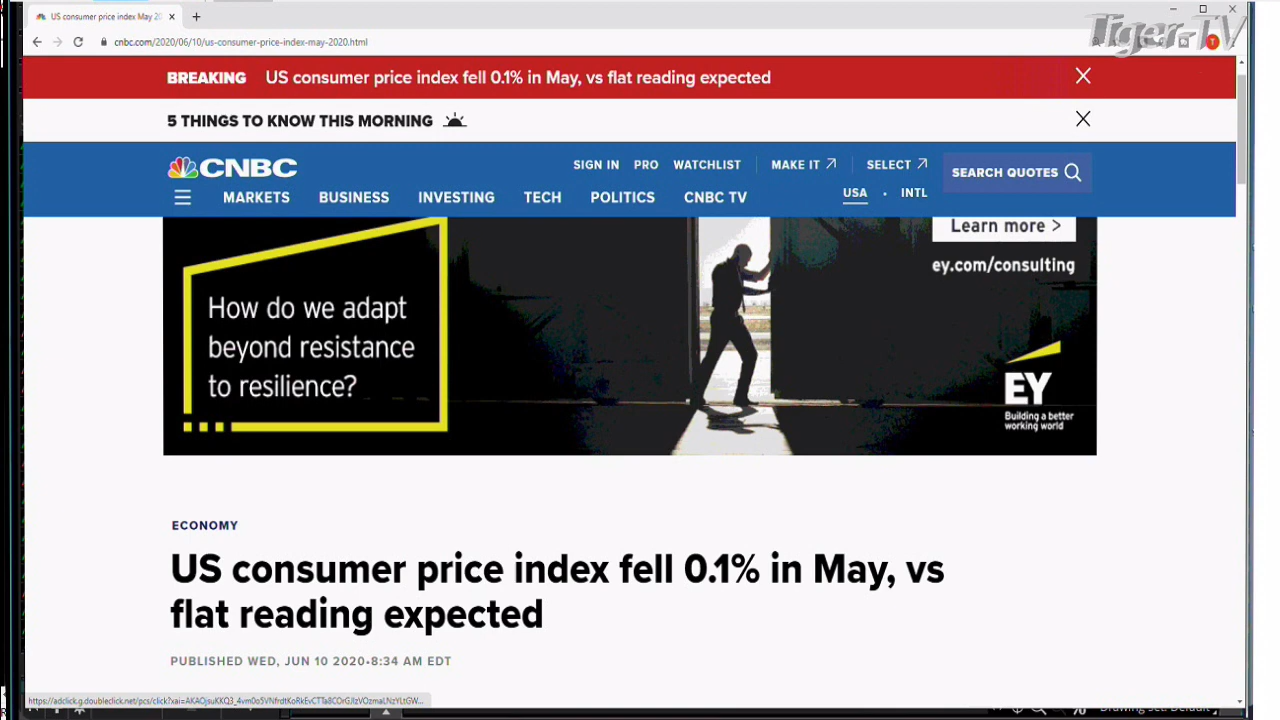 US consumer price index May 20
Tiger.TV
cnbc.com/2020/06/10/us-consumer-price-index-may-2020.html
T
BREAKING US consumer price index fell 0.1% in May, vs flat reading expected
5 THINGS TO KNOW THIS MORNING
CNBC
SIGN IN PRO WATCHLIST MAKE IT SELECT
SEARCH QUOTES
MARKETS BUSINESS INVESTING TECH POLITICS CNBC TV
USA · INTL
Learn more >
ey.com/consulting
How do we adapt
beyond resistance
to resilience?
EY
Building a better
working world
ECONOMY
US consumer price index fell 0.1% in May, vs
flat reading expected
PUBLISHED WED, JUN 10 2020•8:34 AM EDT
Drawing set: Default